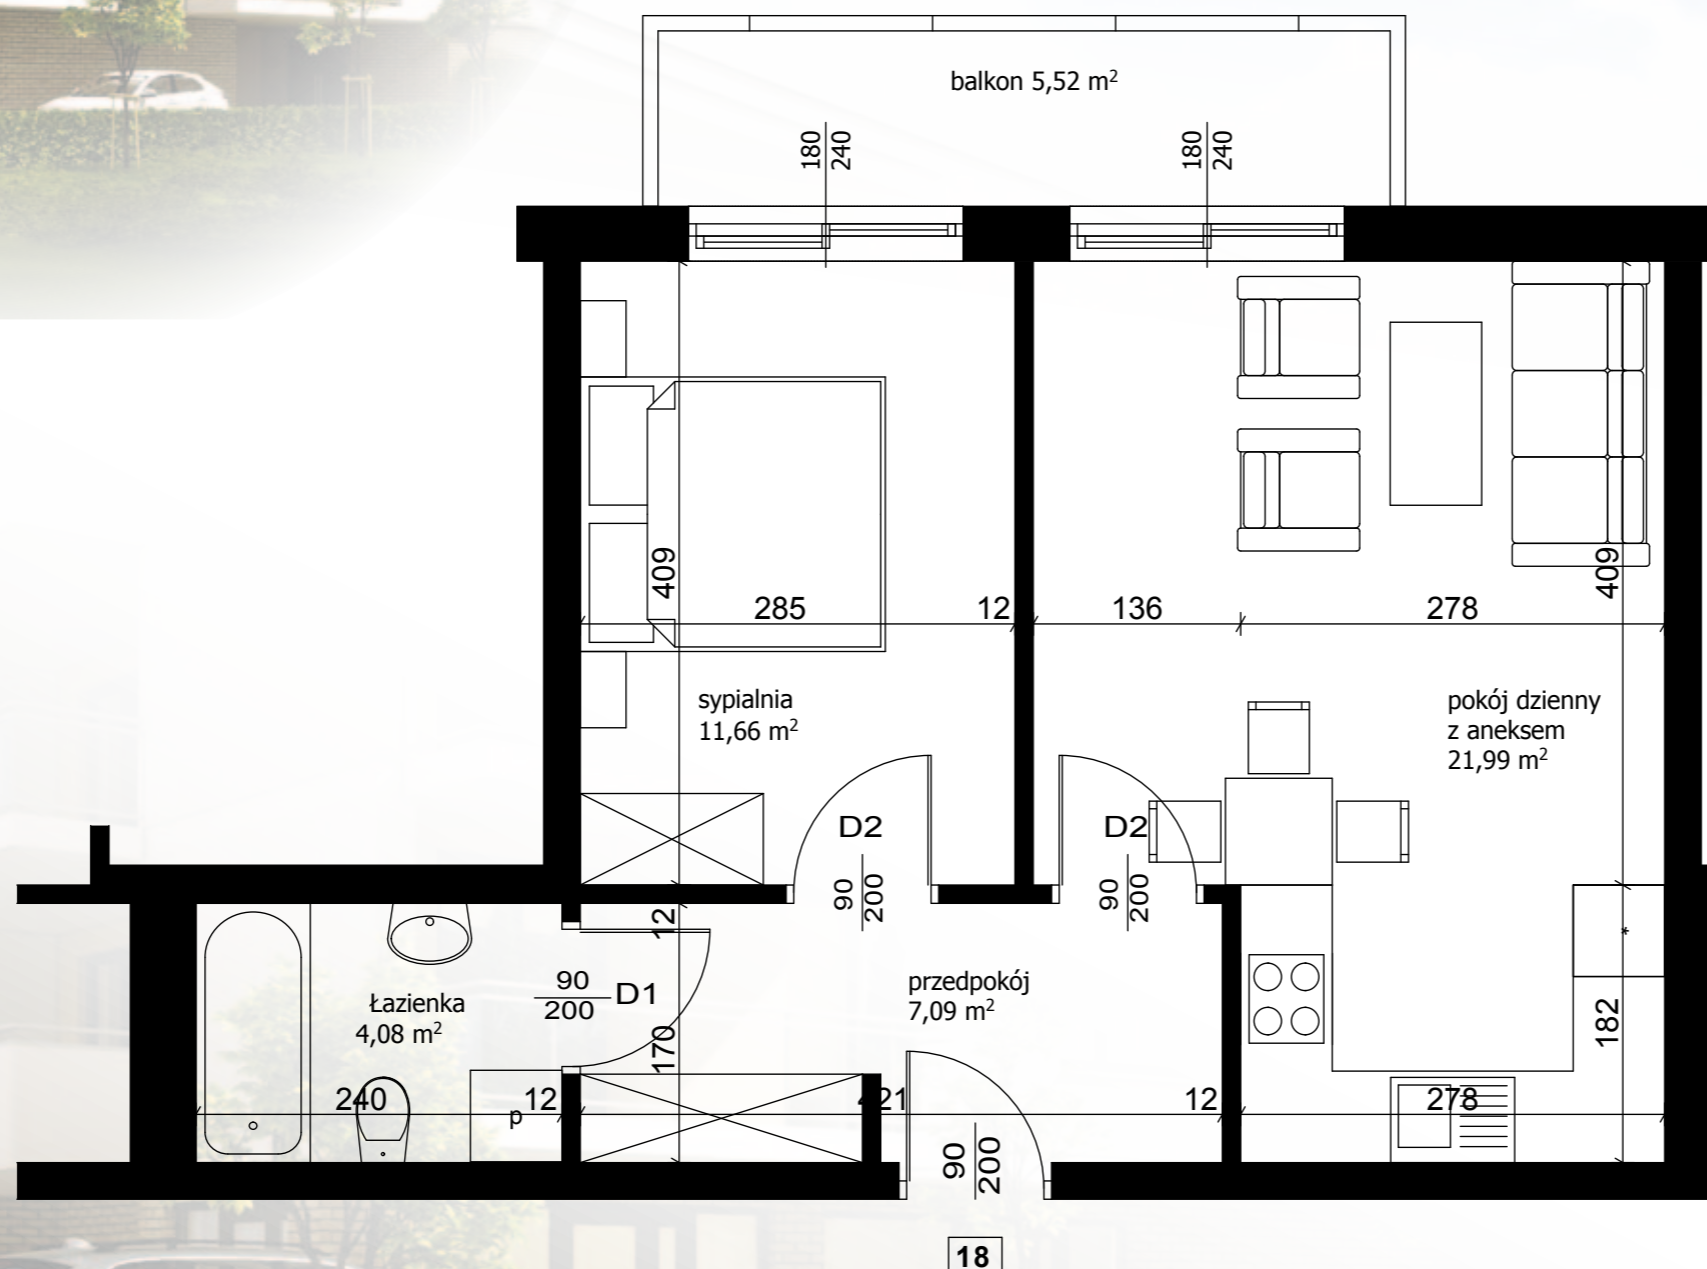 balkon 5,52 m²
180
240
180
240
409
409
285
12
136
278
sypialnia
11,66 m²
pokój dzienny
z aneksem
21,99 m²
D2
90
200
D2
90
200
12
przedpokój
7,09 m²
90
200
D1
Łazienka
4,08 m²
170
182
240
12
p
421
12
278
90
200
18